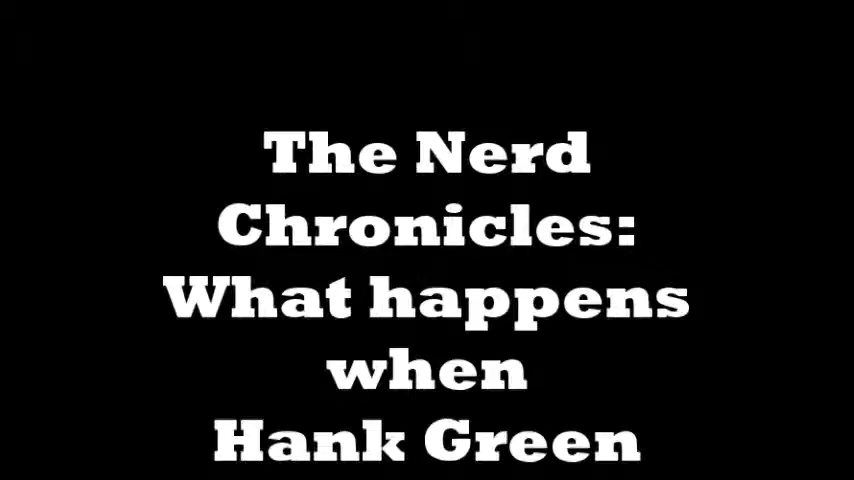 The Nerd
Chronicles:
What happens
when
Hank Green